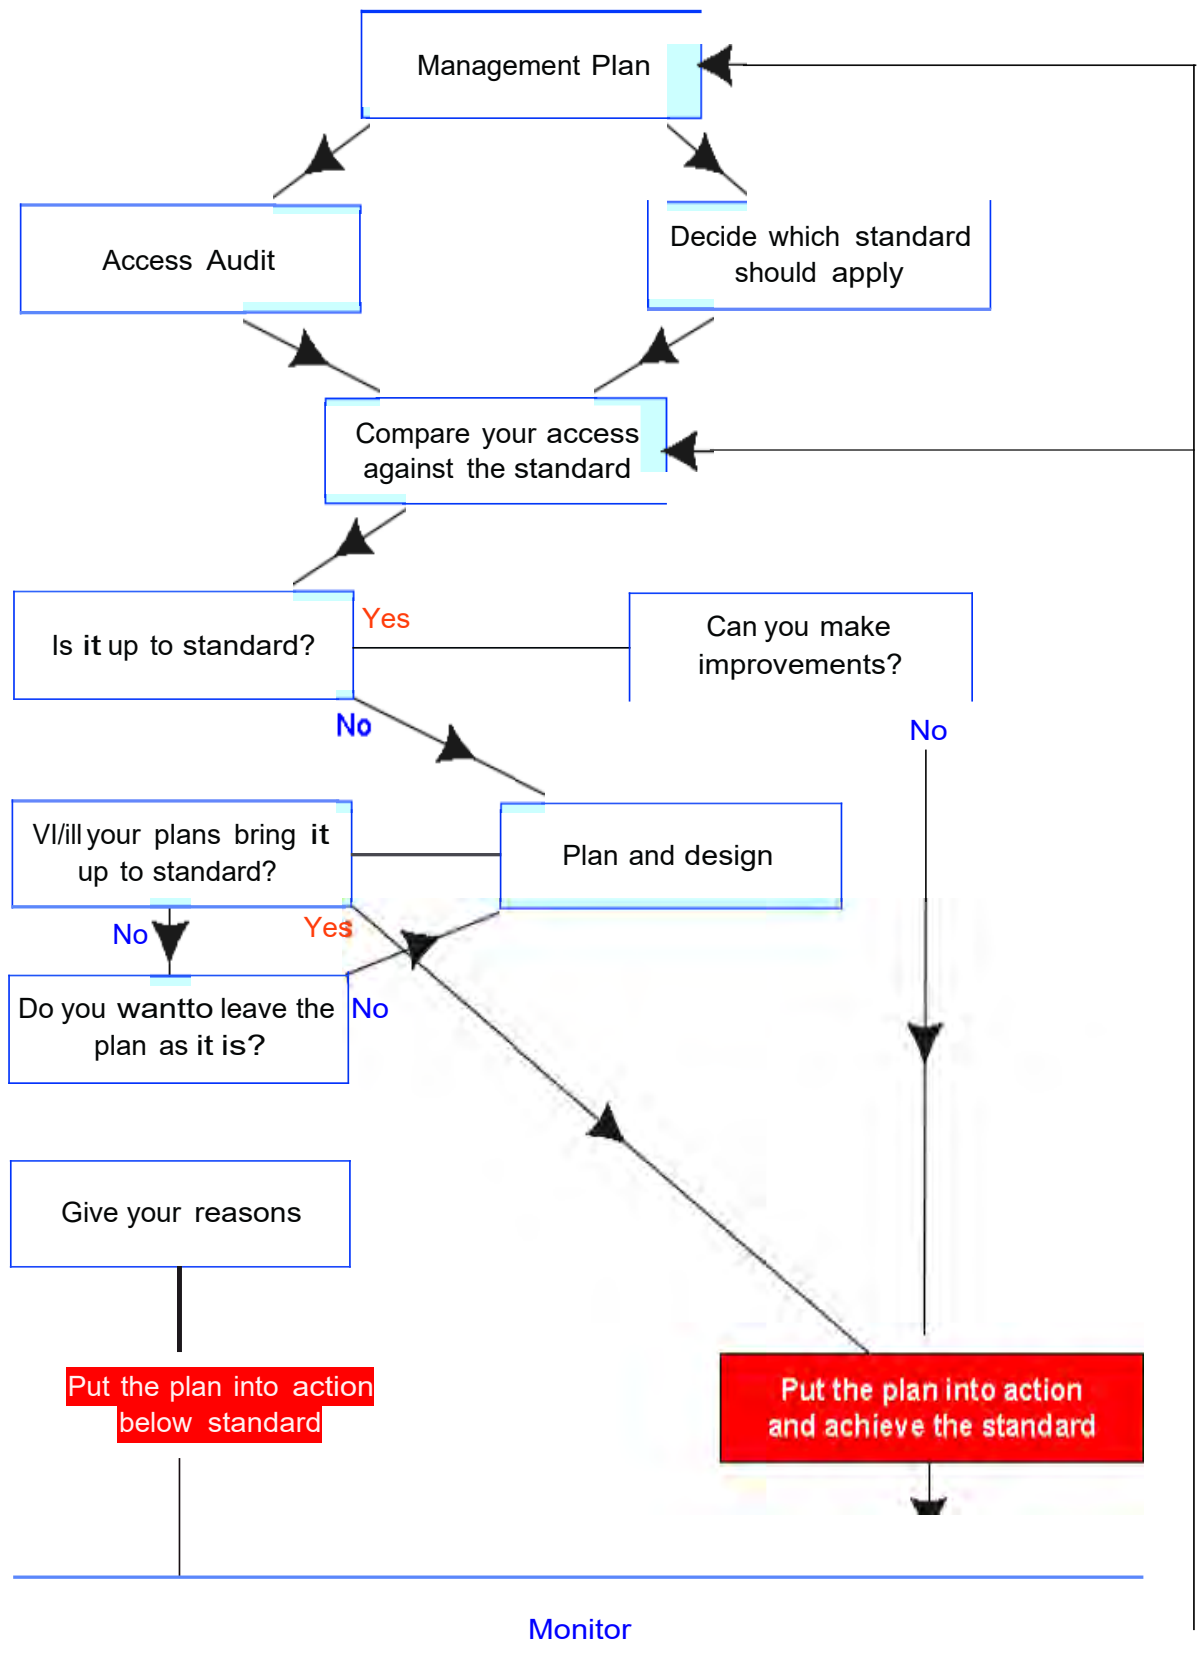 Management Plan
Access Audit
Decide which standard
should apply
Compare your access
against the standard
Is it up to standard?
Yes
Can you make
improvements?
No
No
VI/ill your plans bring it
up to standard?
Plan and design
No
Yes
Do you wantto leave the
plan as it is?
No
Give your reasons
Put the plan into action
below standard
Put the plan into action
and achieve the standard
Monitor